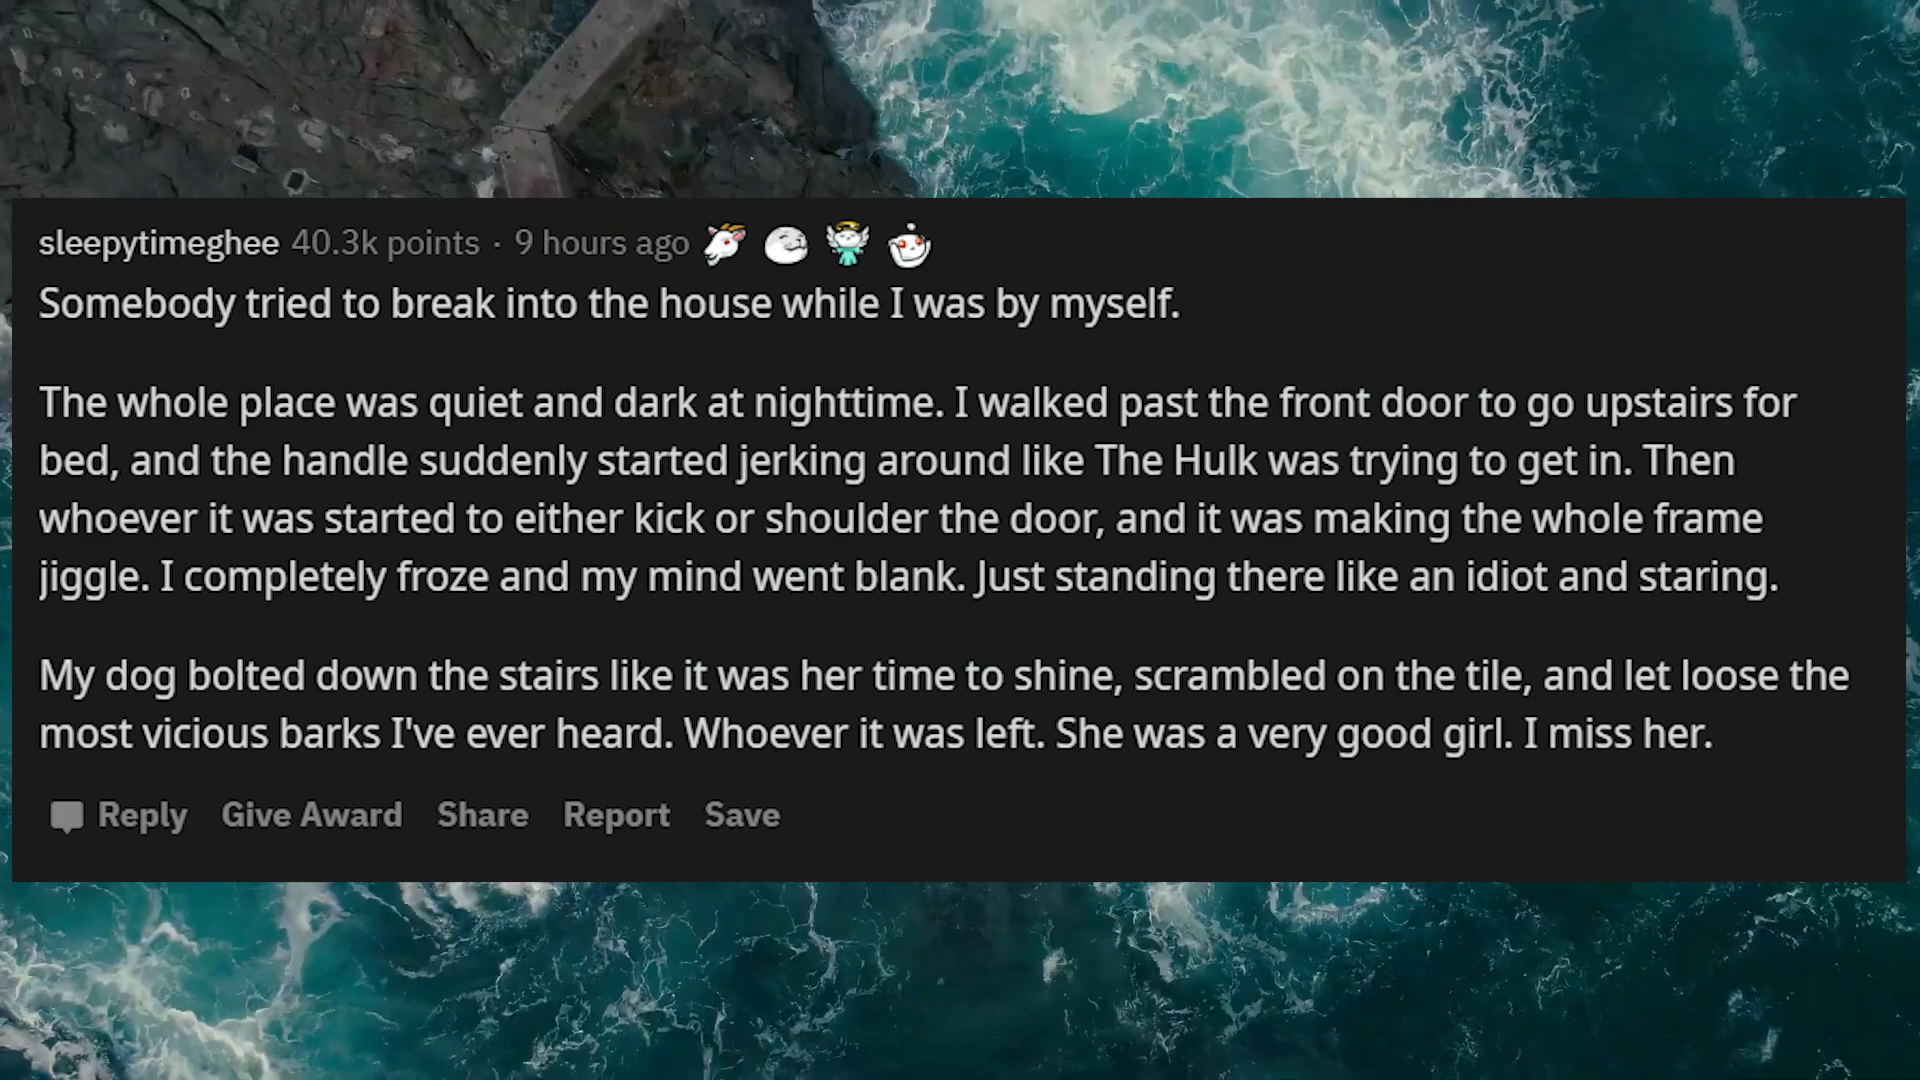 sleepytimeghee 40.3k points · 9 hours ago
Somebody tried to break into the house while I was by myself.
The whole place was quiet and dark at nighttime. I walked past the front door to go upstairs for
bed, and the handle suddenly started jerking around like The Hulk was trying to get in. Then
whoever it was started to either kick or shoulder the door, and it was making the whole frame
jiggle. I completely froze and my mind went blank. Just standing there like an idiot and staring.
My dog bolted down the stairs like it was her time to shine, scrambled on the tile, and let loose the
most vicious barks I've ever heard. Whoever it was left. She was a very good girl. I miss her.
Reply Give Award Share Report Save